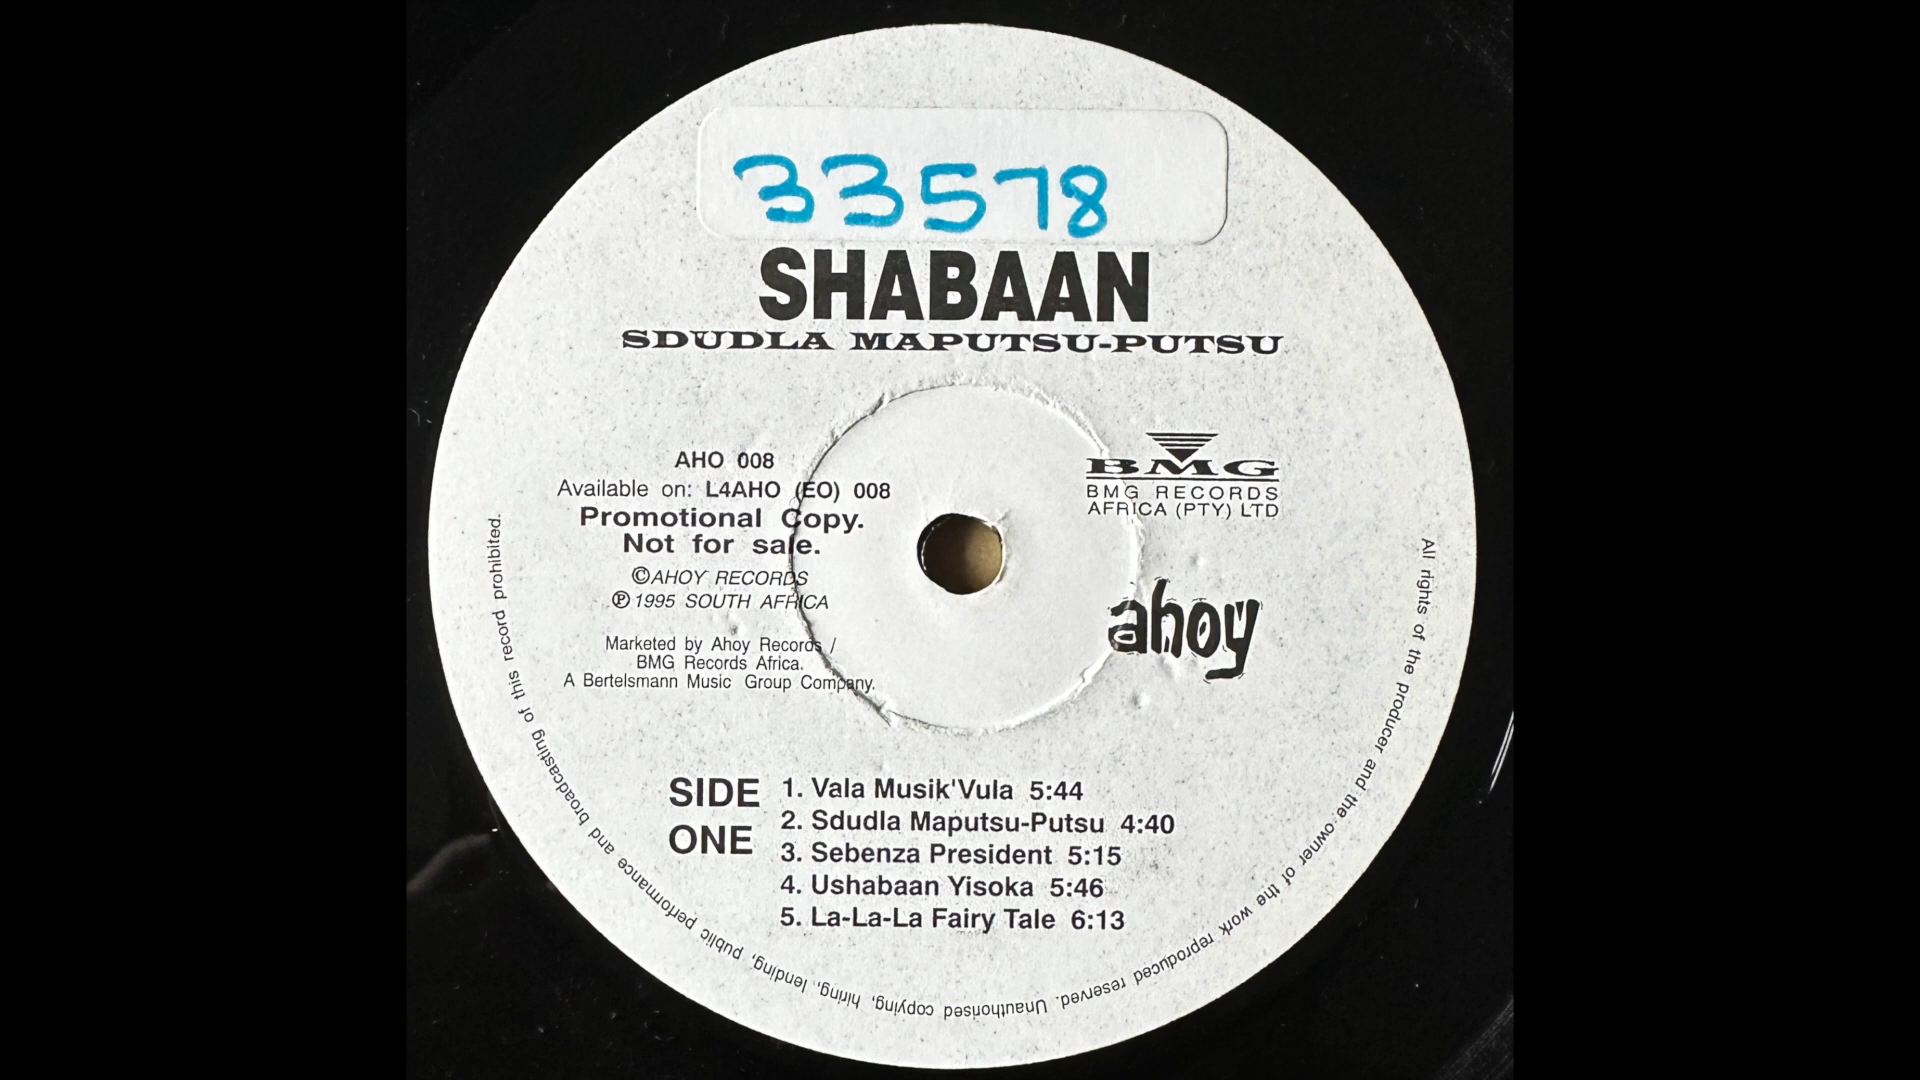 33578
SHABAAN
SDUDLA MAPUTSU-PUTSU
AHO 008
Available on: L4AHO (EO) 008
Promotional Copy.
Not for sale.
©AHOY RECORDS
℗ 1995 SOUTH AFRICA
Marketed by Ahoy Records /
BMG Records Africa.
A Bertelsmann Music Group Company.
BMG
BMG RECORDS
AFRICA (PTY) LTD
ahoy
SIDE
ONE
1. Vala Musik'Vula 5:44
2. Sdudla Maputsu-Putsu 4:40
3. Sebenza President 5:15
4. Ushabaan Yisoka 5:46
5. La-La-La Fairy Tale 6:13
All rights of the producer and the owner of the work reproduced reserved. Unauthorised copying, hiring, lending, public performance and broadcasting of this record prohibited.